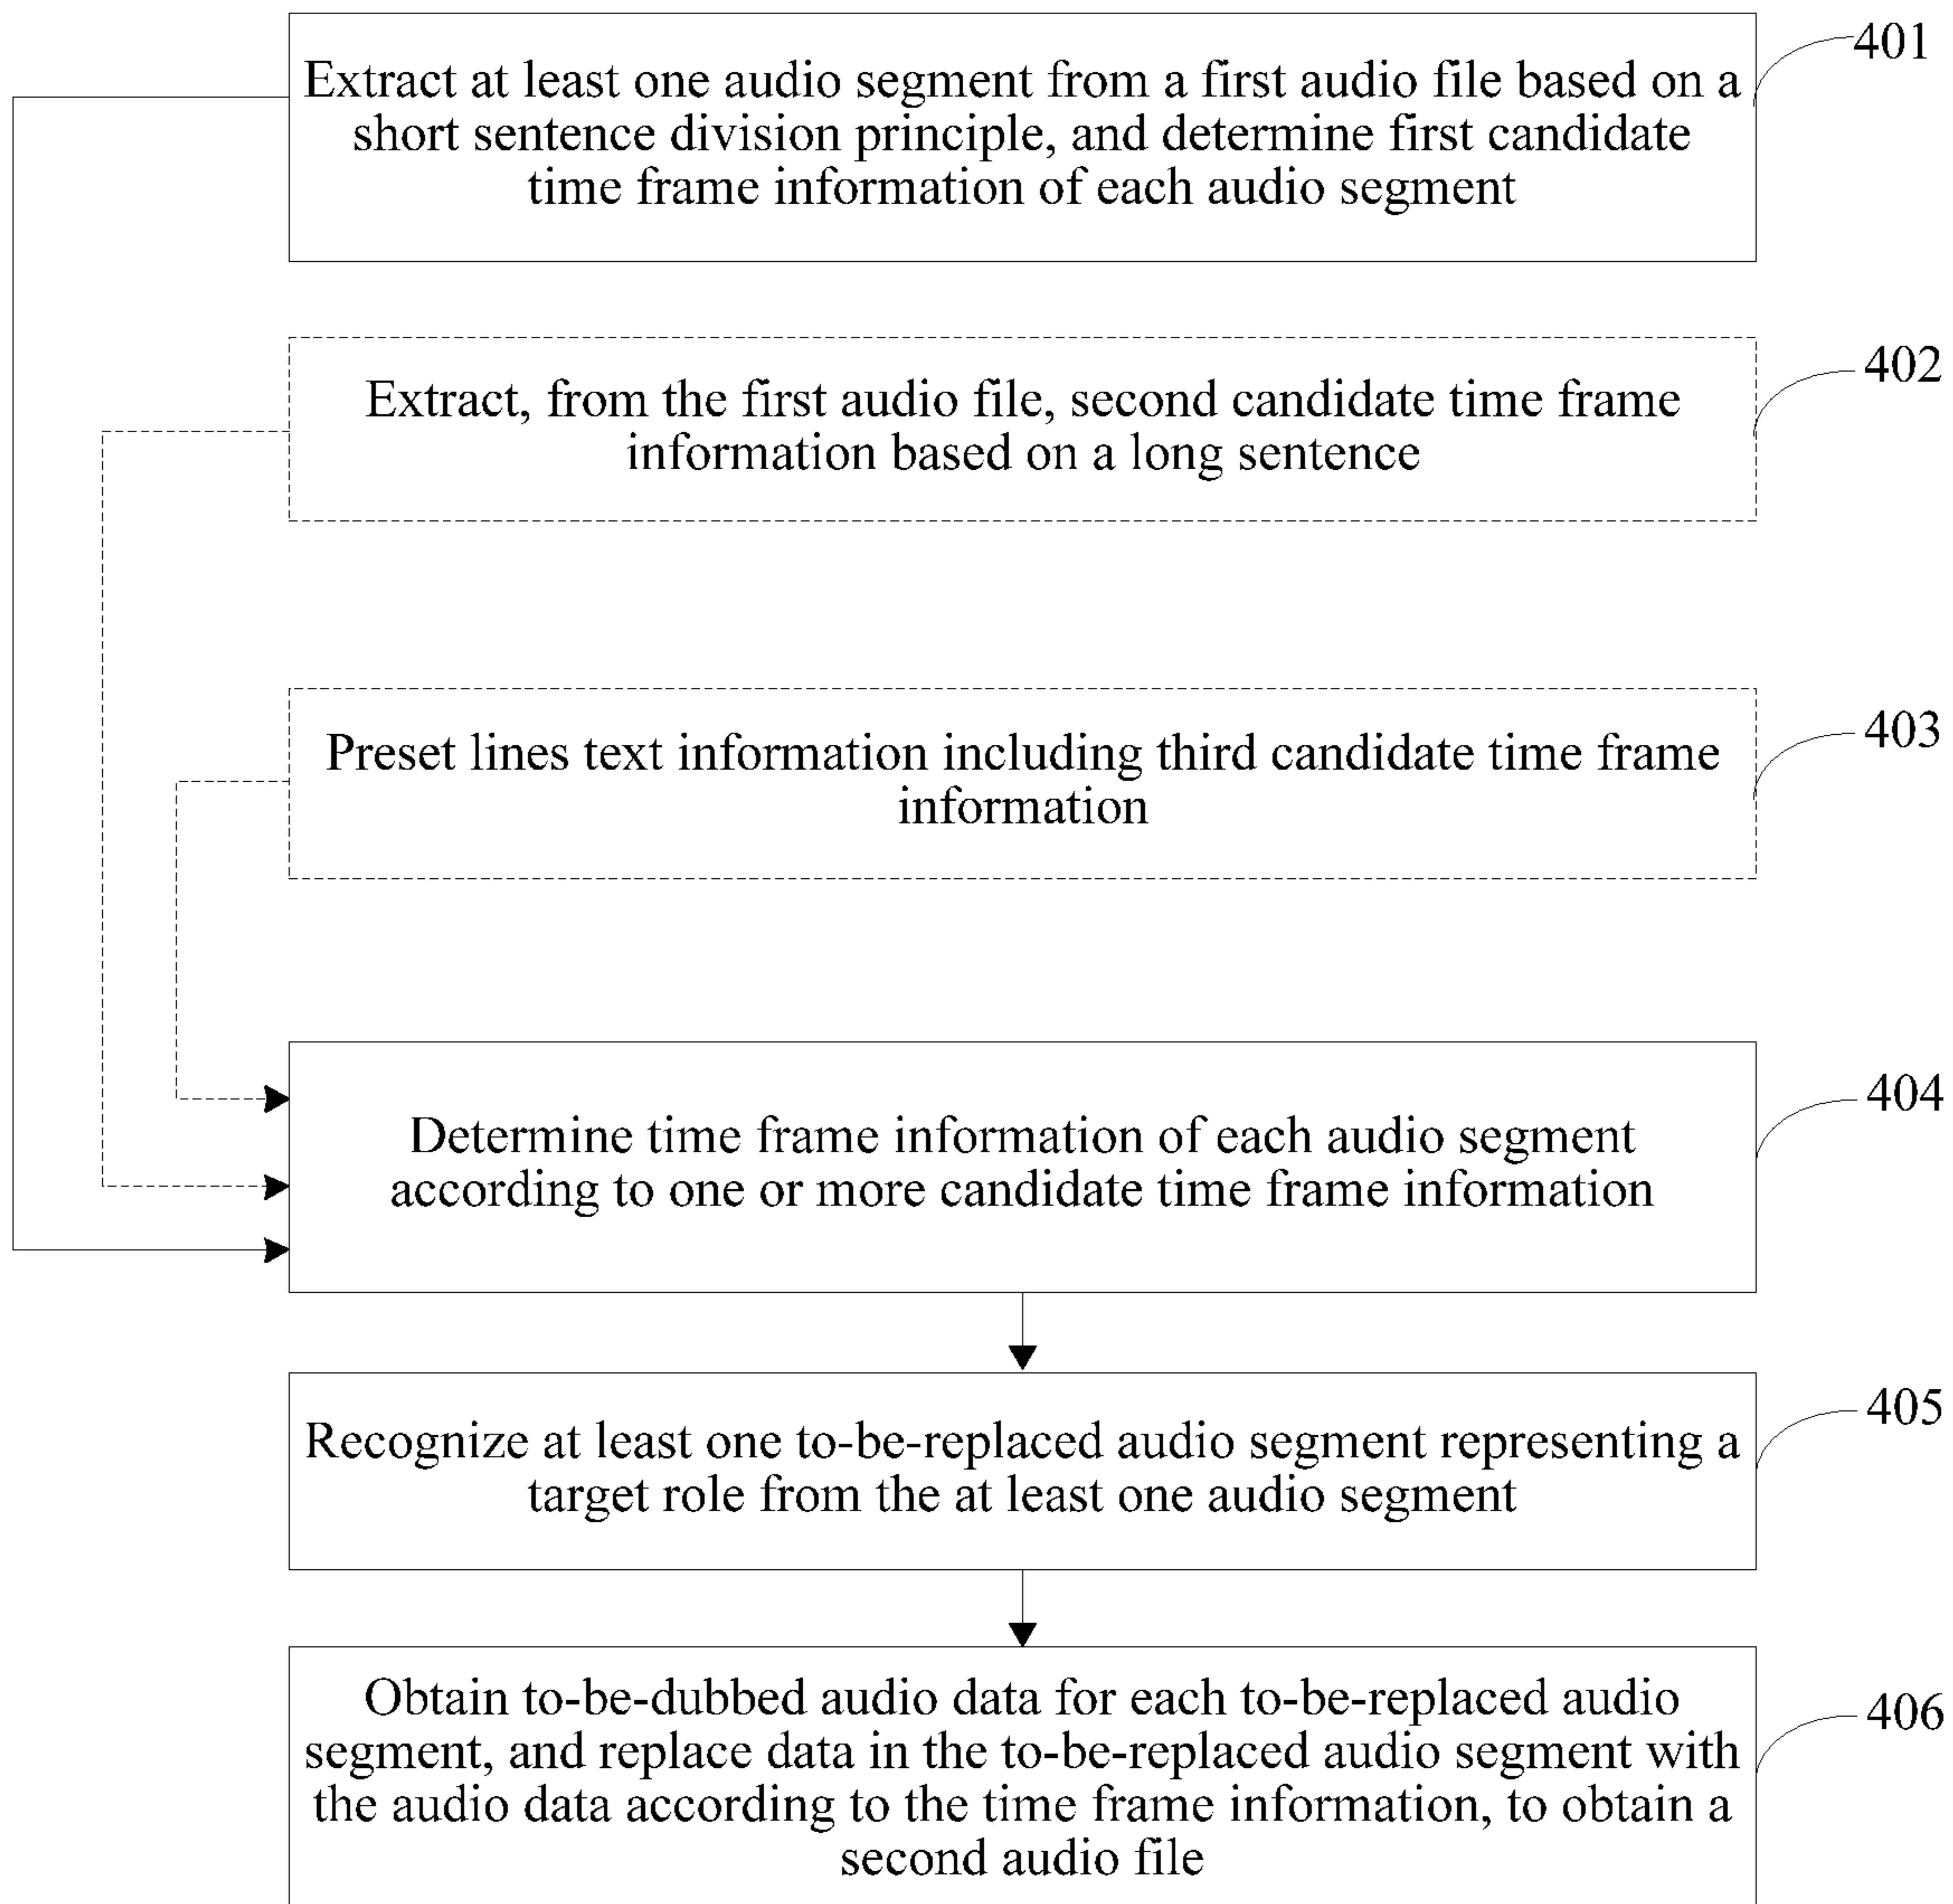 401
Extract at least one audio segment from a first audio file based on a
short sentence division principle, and determine first candidate
time frame information of each audio segment
402
Extract, from the first audio file, second candidate time frame
information based on a long sentence
403
Preset lines text information including third candidate time frame
information
404
Determine time frame information of each audio segment
according to one or more candidate time frame information
405
Recognize at least one to-be-replaced audio segment representing a
target role from the at least one audio segment
406
Obtain to-be-dubbed audio data for each to-be-replaced audio
segment, and replace data in the to-be-replaced audio segment with
the audio data according to the time frame information, to obtain a
second audio file